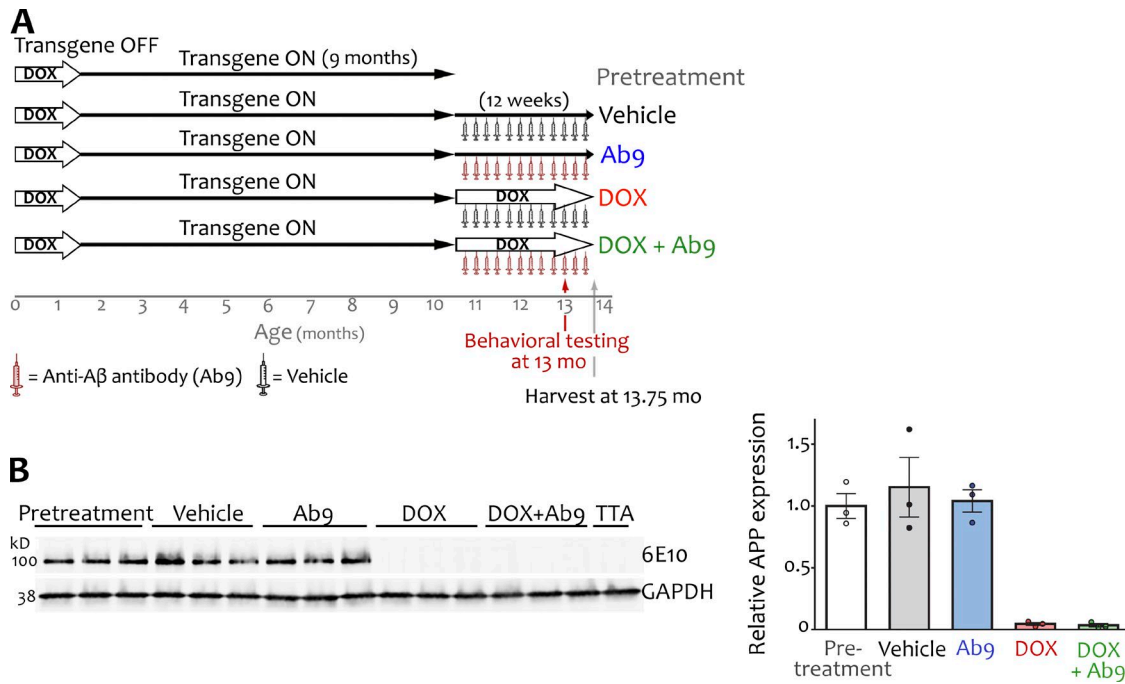 A
Transgene OFF
DOX Transgene ON (9 months) Pretreatment
DOX Transgene ON (12 weeks) Vehicle
DOX Transgene ON Ab9
DOX Transgene ON DOX DOX
DOX Transgene ON DOX DOX + Ab9
0 1 2 3 4 5 6 7 8 9 10 11 12 13 14
Age (months)
Behavioral testing
at 13 mo
= Anti-Aβ antibody (Ab9) = Vehicle
Harvest at 13.75 mo
B
Pretreatment Vehicle Ab9 DOX DOX+Ab9 TTA
kD
100 6E10
38 GAPDH
Relative APP expression
1.5
1.0
0.5
0
Pre-
treatment Vehicle Ab9 DOX DOX
+ Ab9